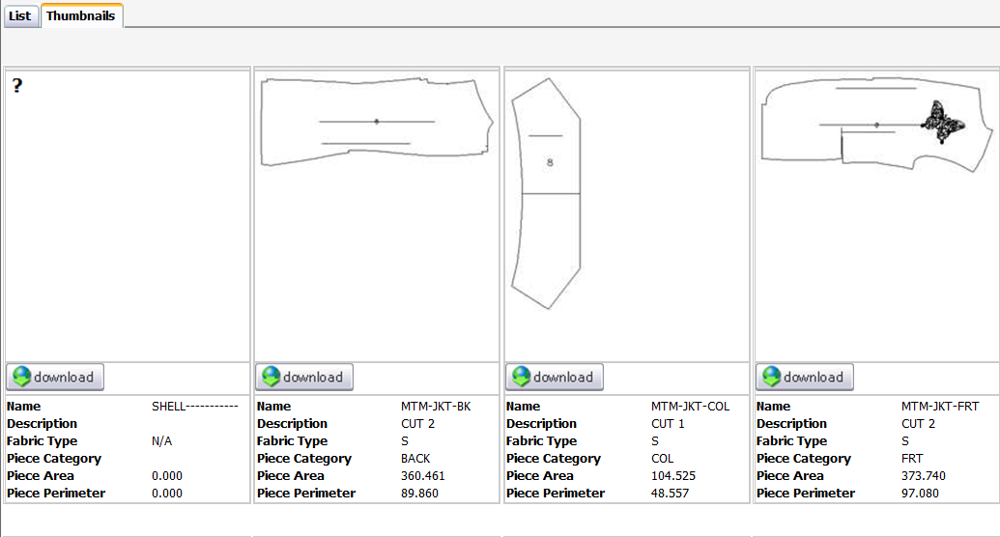 List Thumbnails
?
8
download download download download
Name SHELL----------- Name MTM-JKT-BK Name MTM-JKT-COL Name MTM-JKT-FRT
Description Description CUT 2 Description CUT 1 Description CUT 2
Fabric Type N/A Fabric Type S Fabric Type S Fabric Type S
Piece Category Piece Category BACK Piece Category COL Piece Category FRT
Piece Area 0.000 Piece Area 360.461 Piece Area 104.525 Piece Area 373.740
Piece Perimeter 0.000 Piece Perimeter 89.860 Piece Perimeter 48.557 Piece Perimeter 97.080